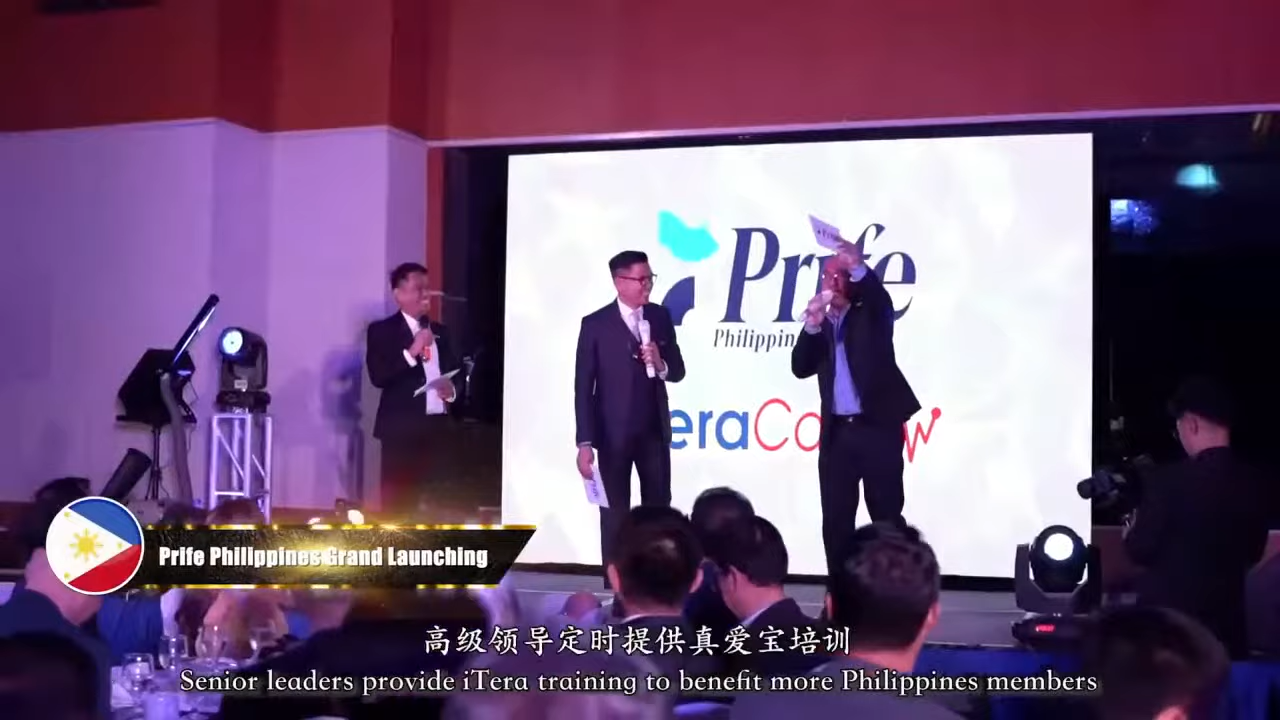 Prife
Philippin
eraCa
Prife Philippines Grand Launching
高级领导定时提供真爱宝培训
Senior leaders provide iTera training to benefit more Philippines members